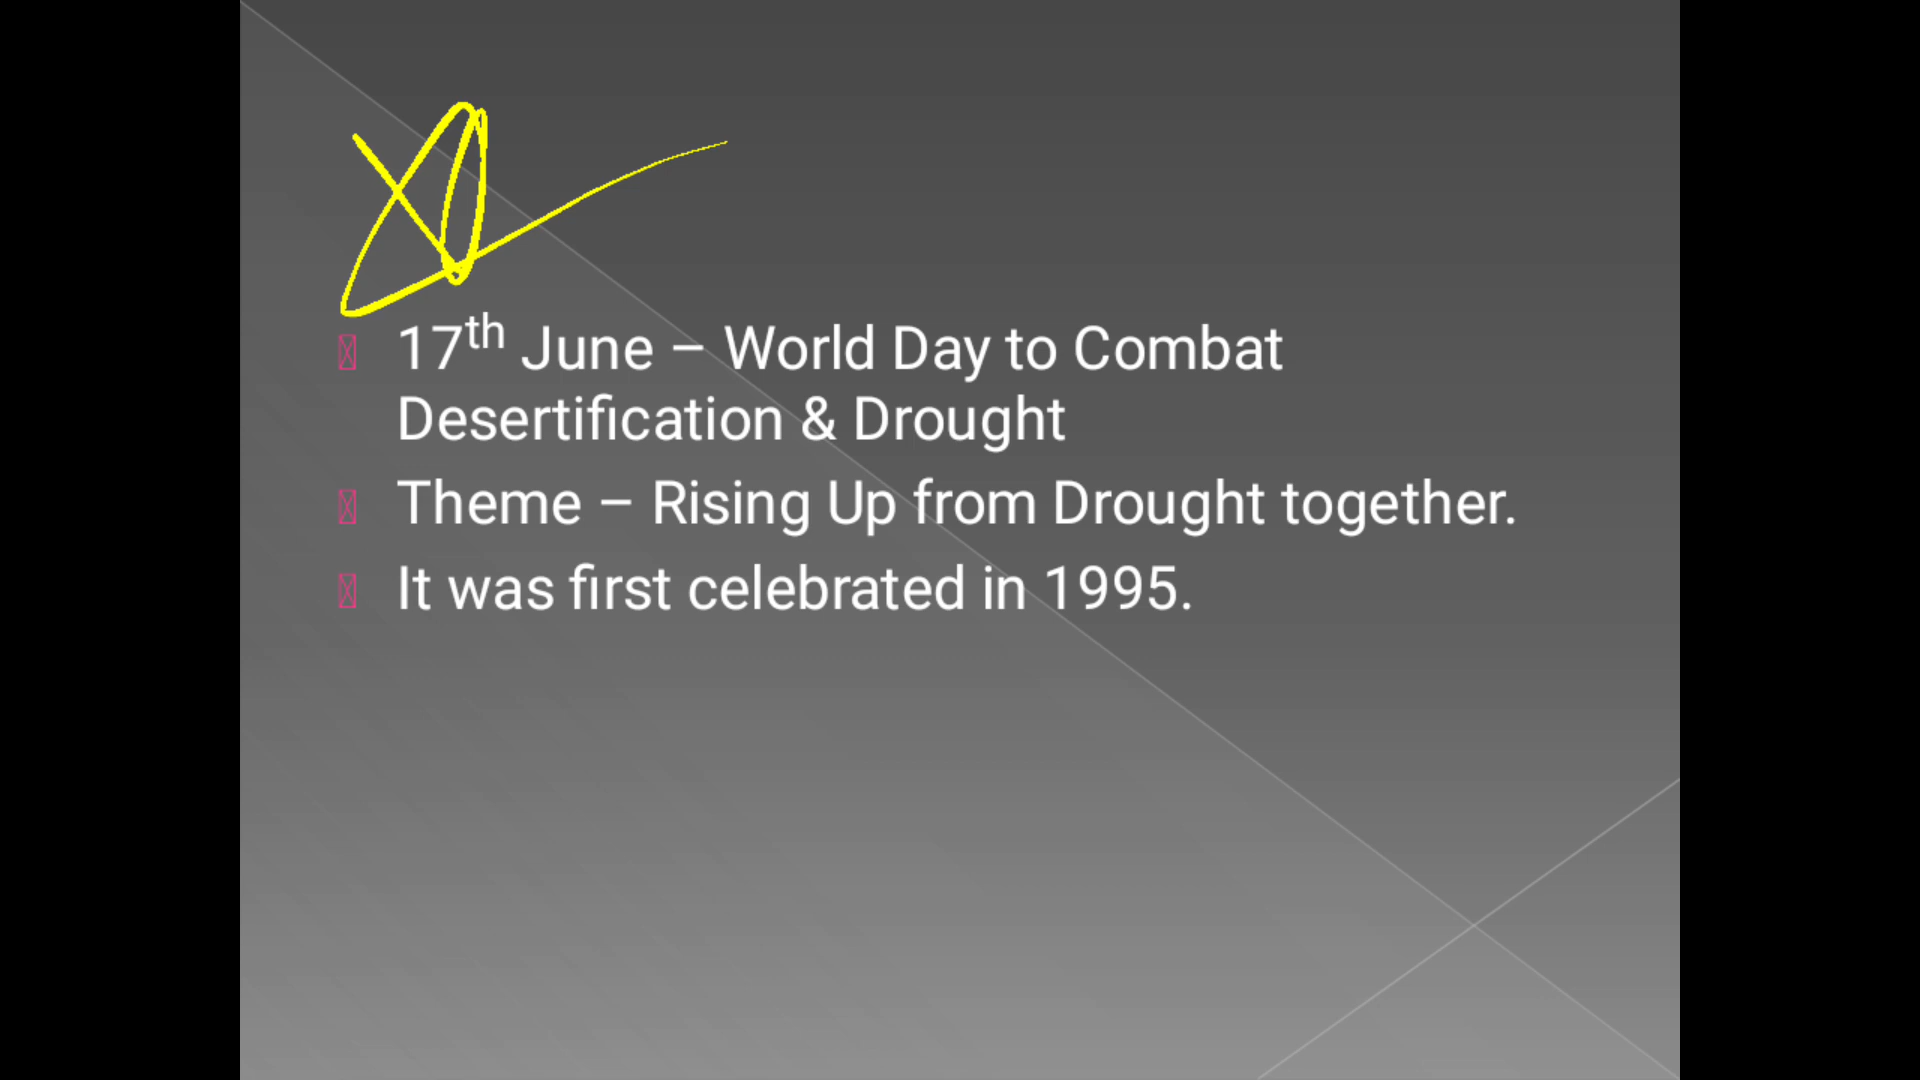 17th June – World Day to Combat
Desertification & Drought
Theme – Rising Up from Drought together.
It was first celebrated in 1995.